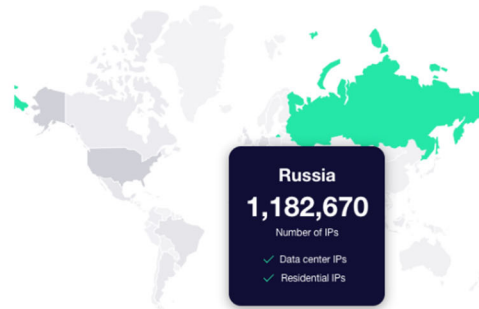 Russia
1,182,670
Number of IPs
Data center IPs
Residential IPs